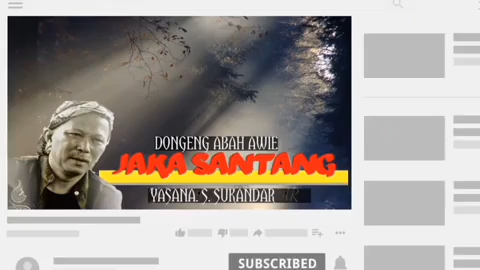 DONGENG ABAH AWIE
JAKA SANTANG
YASANA. S. SUKANDAR
SUBSCRIBED